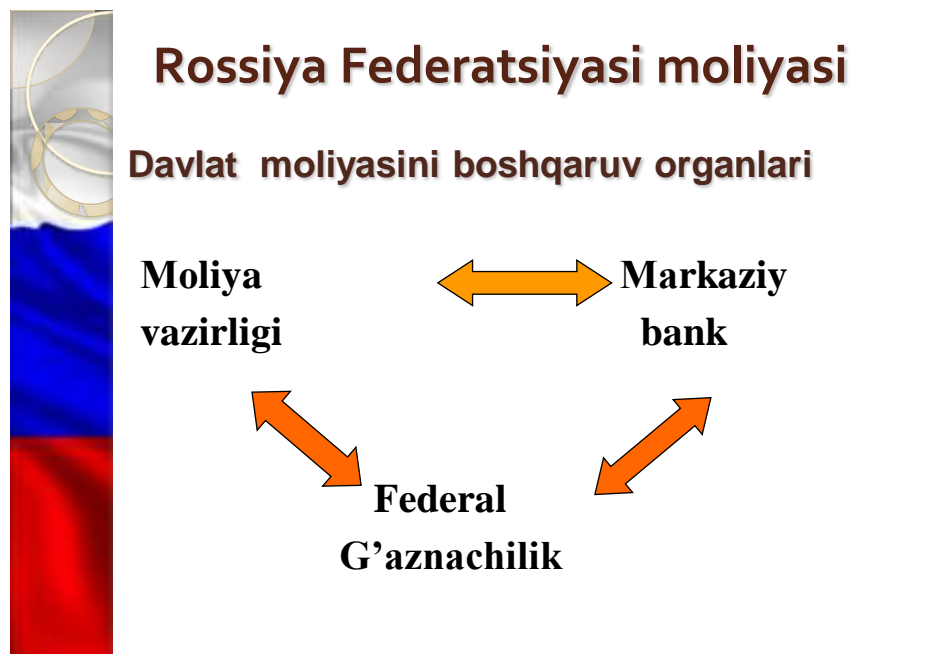 Rossiya Federatsiyasi moliyasi
Davlat moliyasini boshqaruv organlari
Moliya Markaziy
vazirligi bank
Federal
G’aznachilik